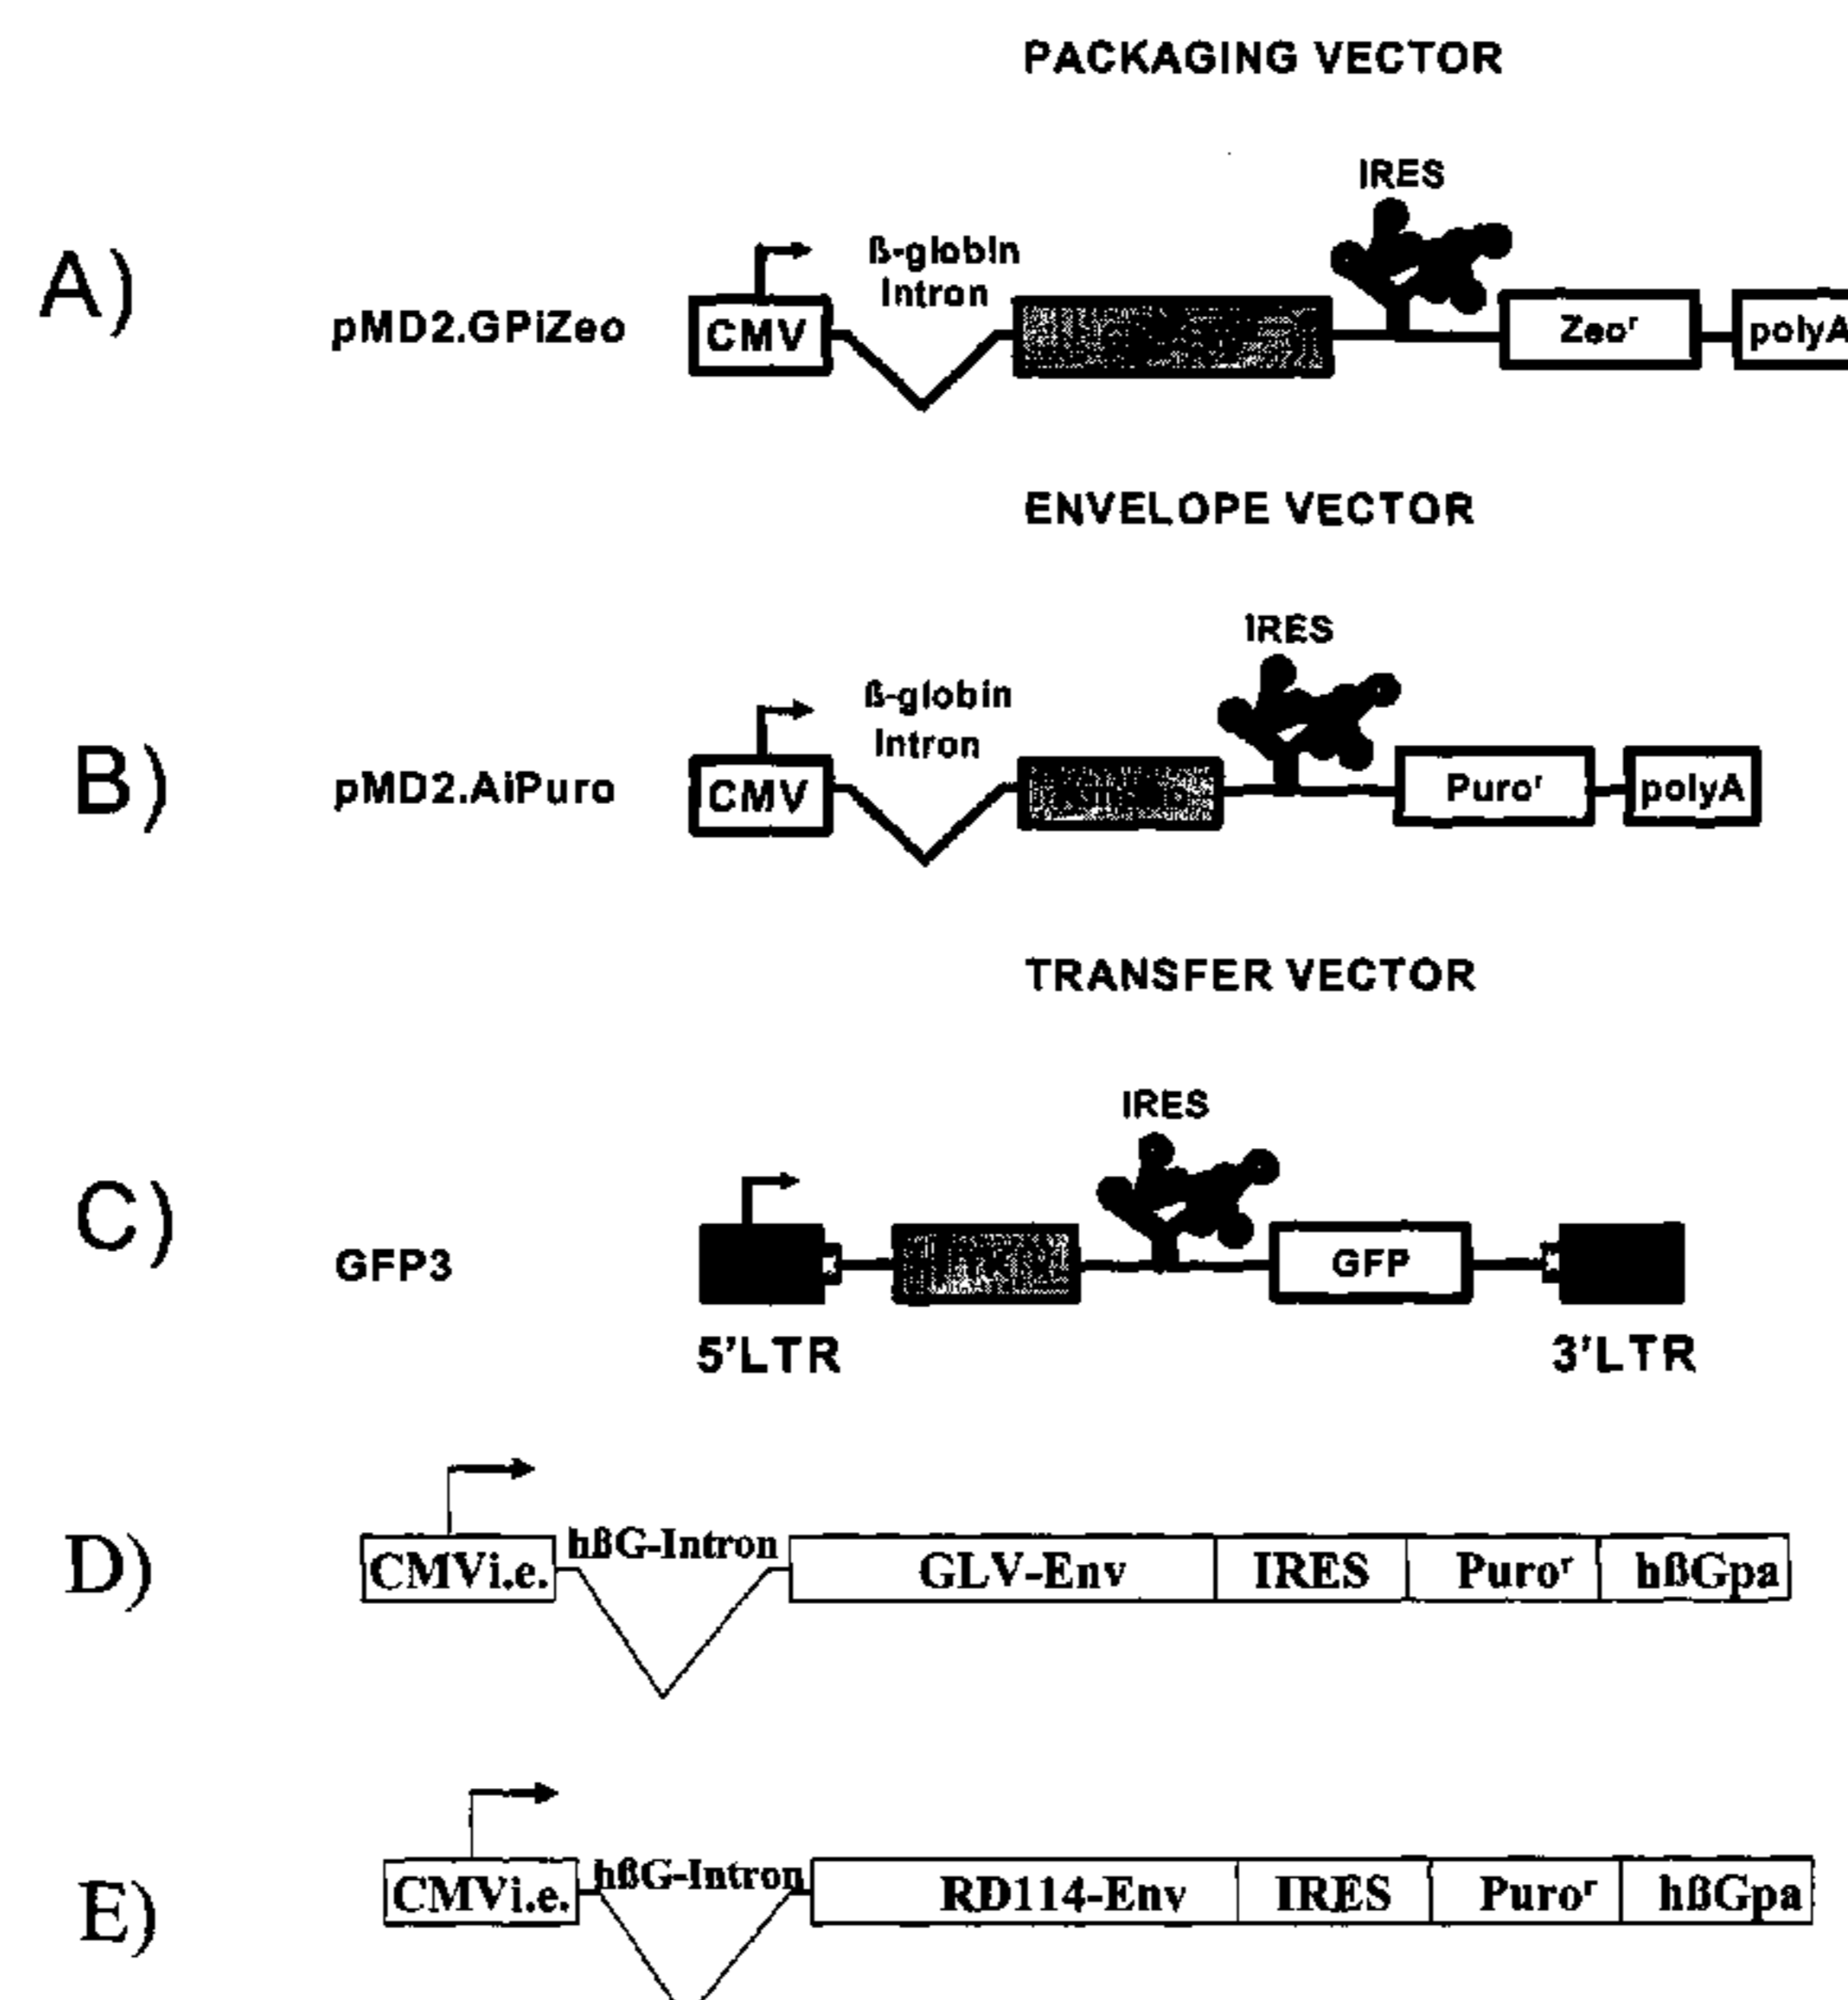 PACKAGING VECTOR
A)
pMD2.GPiZeo
CMV
ß-globin
Intron
IRES
Zeoʳ
polyA
ENVELOPE VECTOR
B)
pMD2.AiPuro
CMV
ß-globin
Intron
IRES
Puroʳ
polyA
TRANSFER VECTOR
C)
GFP3
IRES
GFP
5'LTR
3'LTR
D)
CMVi.e.
hßG-Intron
GLV-Env
IRES
Puroʳ
hßGpa
E)
CMVi.e.
hßG-Intron
RD114-Env
IRES
Puroʳ
hßGpa